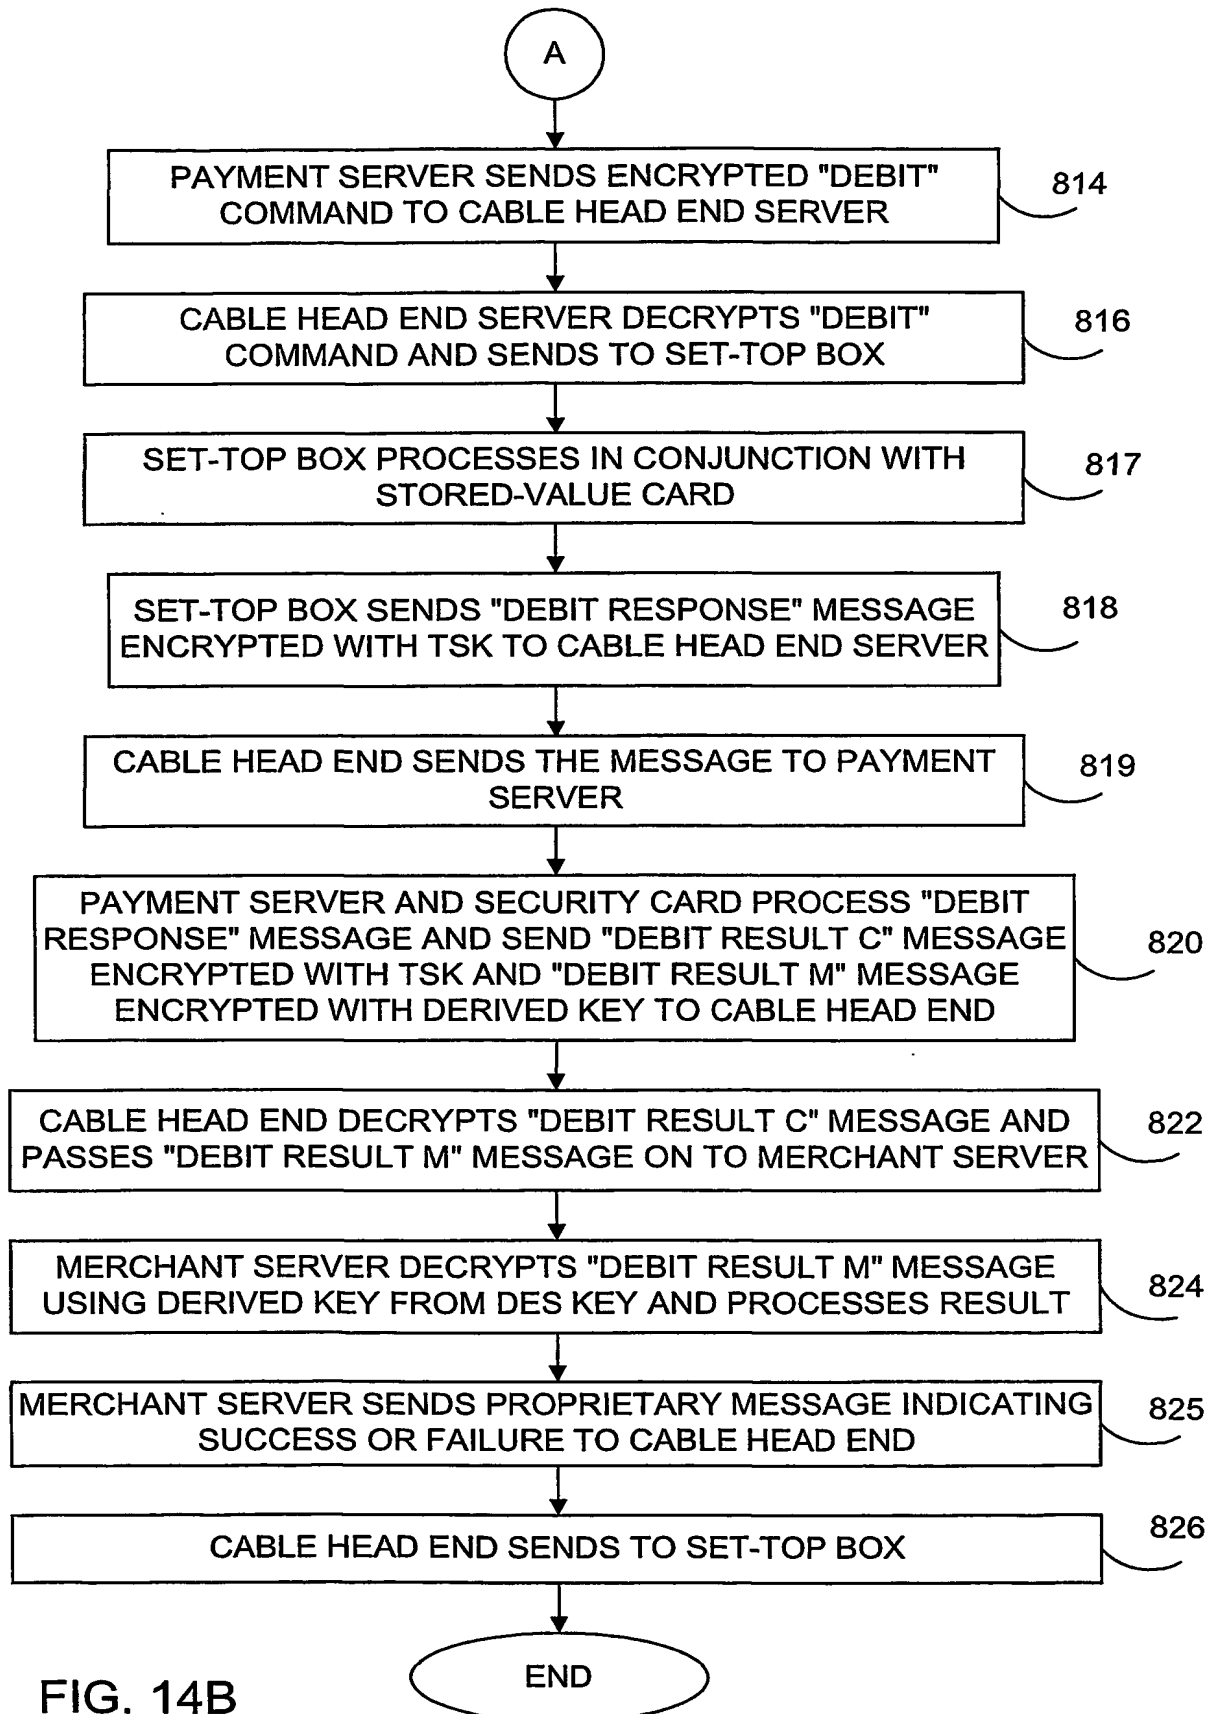 A
PAYMENT SERVER SENDS ENCRYPTED "DEBIT"
COMMAND TO CABLE HEAD END SERVER
814
CABLE HEAD END SERVER DECRYPTS "DEBIT"
COMMAND AND SENDS TO SET-TOP BOX
816
SET-TOP BOX PROCESSES IN CONJUNCTION WITH
STORED-VALUE CARD
817
SET-TOP BOX SENDS "DEBIT RESPONSE" MESSAGE
ENCRYPTED WITH TSK TO CABLE HEAD END SERVER
818
CABLE HEAD END SENDS THE MESSAGE TO PAYMENT
SERVER
819
PAYMENT SERVER AND SECURITY CARD PROCESS "DEBIT
RESPONSE" MESSAGE AND SEND "DEBIT RESULT C" MESSAGE
ENCRYPTED WITH TSK AND "DEBIT RESULT M" MESSAGE
ENCRYPTED WITH DERIVED KEY TO CABLE HEAD END
820
CABLE HEAD END DECRYPTS "DEBIT RESULT C" MESSAGE AND
PASSES "DEBIT RESULT M" MESSAGE ON TO MERCHANT SERVER
822
MERCHANT SERVER DECRYPTS "DEBIT RESULT M" MESSAGE
USING DERIVED KEY FROM DES KEY AND PROCESSES RESULT
824
MERCHANT SERVER SENDS PROPRIETARY MESSAGE INDICATING
SUCCESS OR FAILURE TO CABLE HEAD END
825
CABLE HEAD END SENDS TO SET-TOP BOX
826
END
FIG. 14B